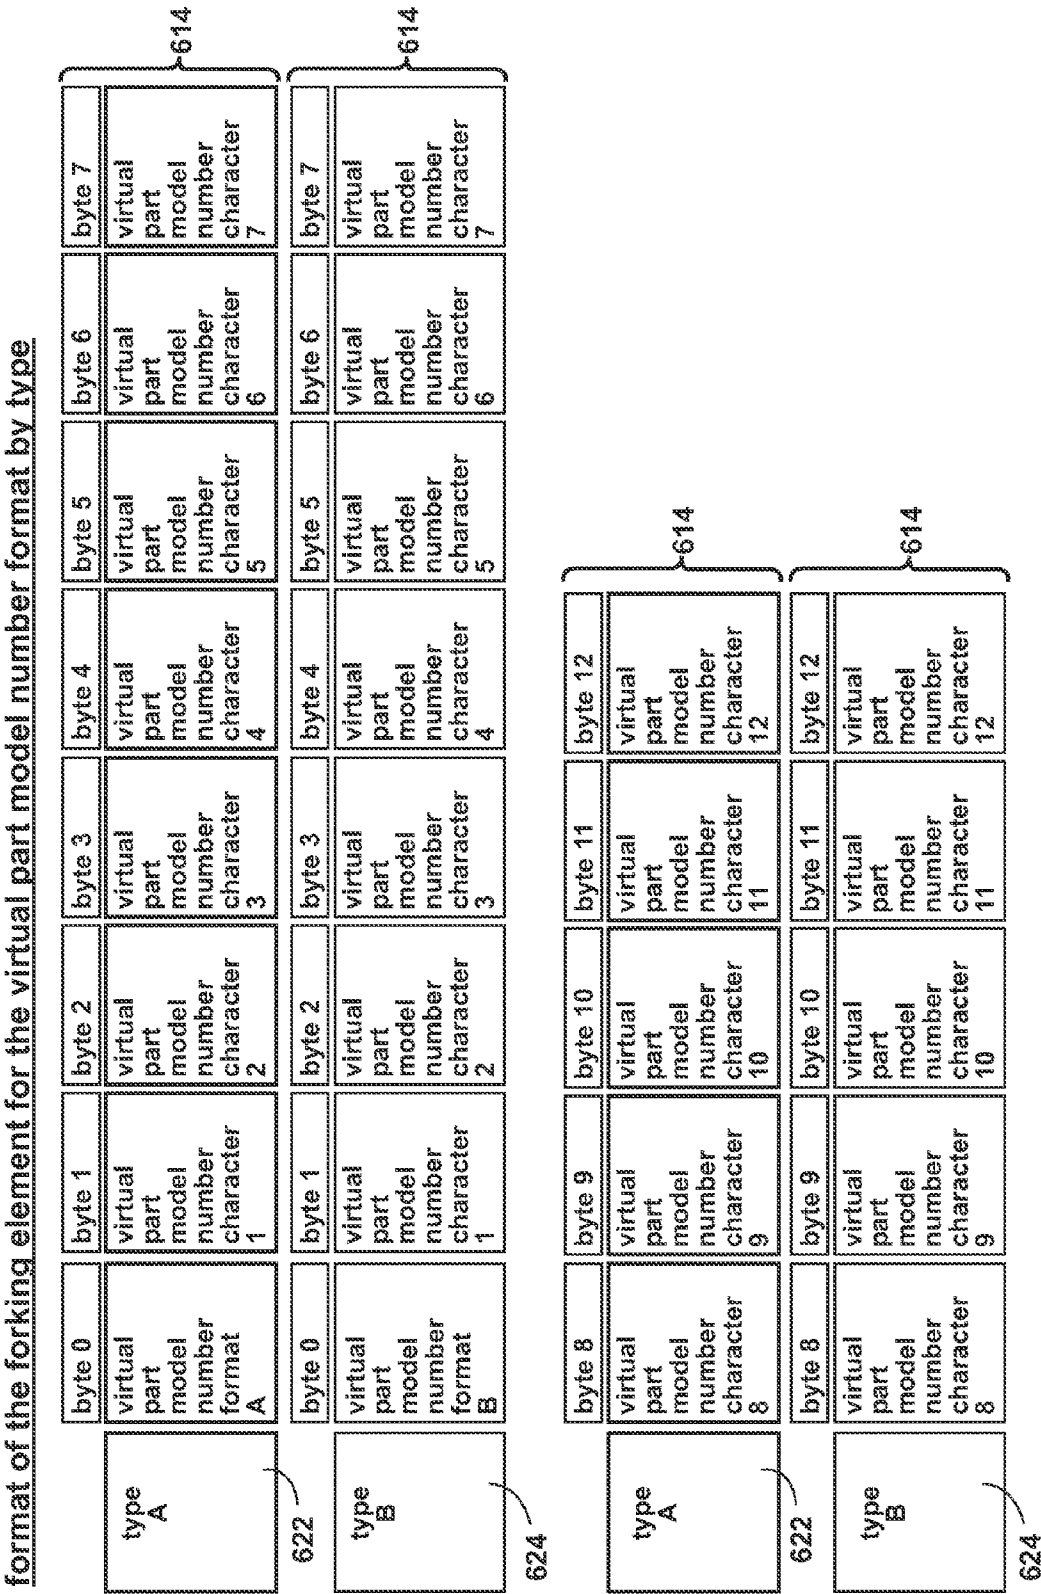 format of the forking element for the virtual part model number format by type
byte 0
byte 1
byte 2
byte 3
byte 4
byte 5
byte 6
byte 7
type
A
virtual
part
model
number
format
A
virtual
part
model
number
character
1
virtual
part
model
number
character
2
virtual
part
model
number
character
3
virtual
part
model
number
character
4
virtual
part
model
number
character
5
virtual
part
model
number
character
6
virtual
part
model
number
character
7
614
622
byte 0
byte 1
byte 2
byte 3
byte 4
byte 5
byte 6
byte 7
type
B
virtual
part
model
number
format
B
virtual
part
model
number
character
1
virtual
part
model
number
character
2
virtual
part
model
number
character
3
virtual
part
model
number
character
4
virtual
part
model
number
character
5
virtual
part
model
number
character
6
virtual
part
model
number
character
7
614
624
byte 8
byte 9
byte 10
byte 11
byte 12
type
A
virtual
part
model
number
character
8
virtual
part
model
number
character
9
virtual
part
model
number
character
10
virtual
part
model
number
character
11
virtual
part
model
number
character
12
614
622
byte 8
byte 9
byte 10
byte 11
byte 12
type
B
virtual
part
model
number
character
8
virtual
part
model
number
character
9
virtual
part
model
number
character
10
virtual
part
model
number
character
11
virtual
part
model
number
character
12
614
624